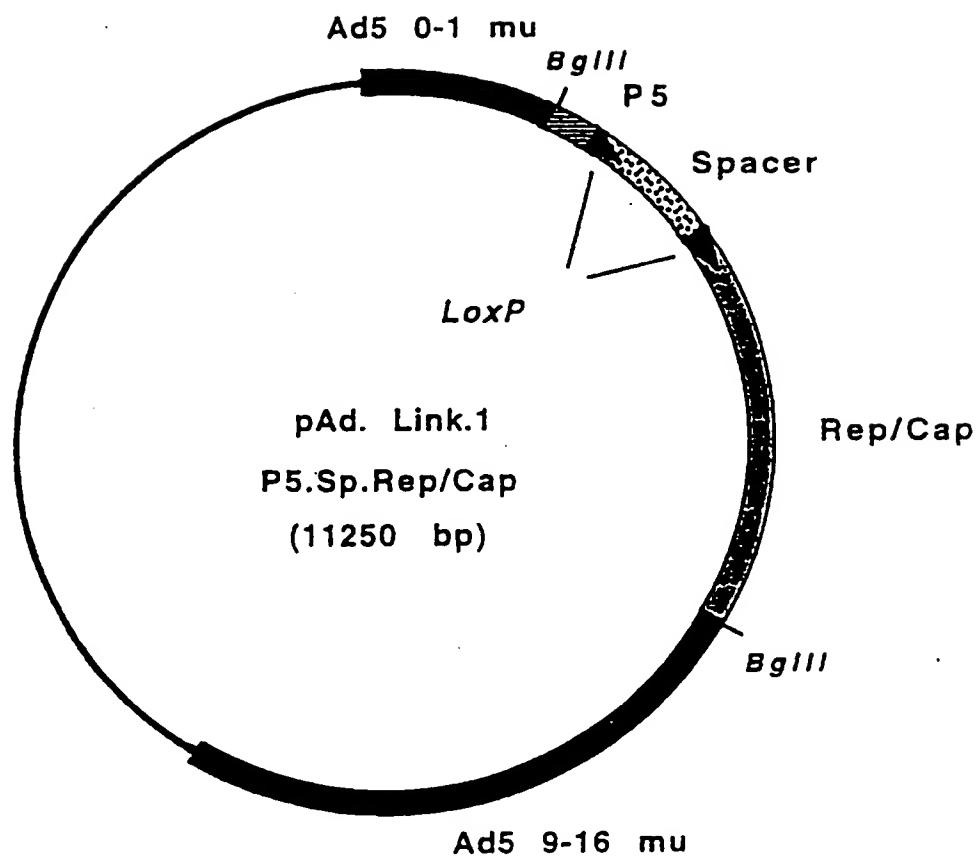 Ad5 0-1 mu
BglII
P5
Spacer
LoxP
pAd. Link.1
P5.Sp.Rep/Cap
(11250 bp)
Rep/Cap
BglII
Ad5 9-16 mu